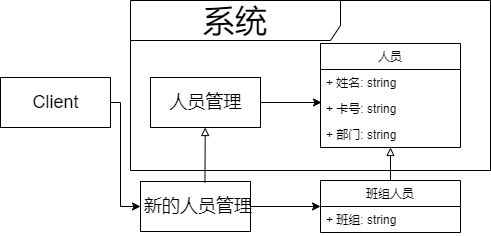 系统
人员
+ 姓名: string
+ 卡号: string
+ 部门: string
Client
人员管理
新的人员管理
班组人员
+ 班组: string